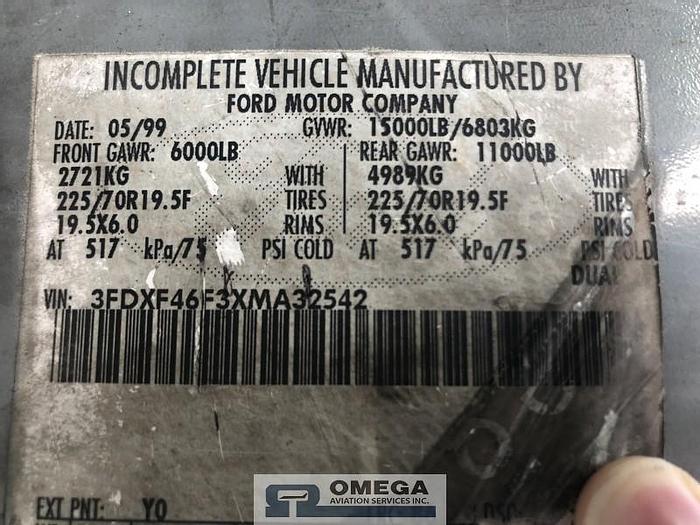 INCOMPLETE VEHICLE MANUFACTURED BY
FORD MOTOR COMPANY
DATE: 05/99 GVWR: 15000LB/6803KG
FRONT GAWR: 6000LB REAR GAWR: 11000LB
2721KG WITH 4989KG WITH
225/70R19.5F TIRES 225/70R19.5F TIRES
19.5X6.0 RIMS 19.5X6.0 RIMS
AT 517 kPa/75 PSI COLD AT 517 kPa/75 PSI COLD
DUAL
VIN: 3FDXF46F3XMA32542
EXT PNT: YO
OMEGA
AVIATION SERVICES INC.